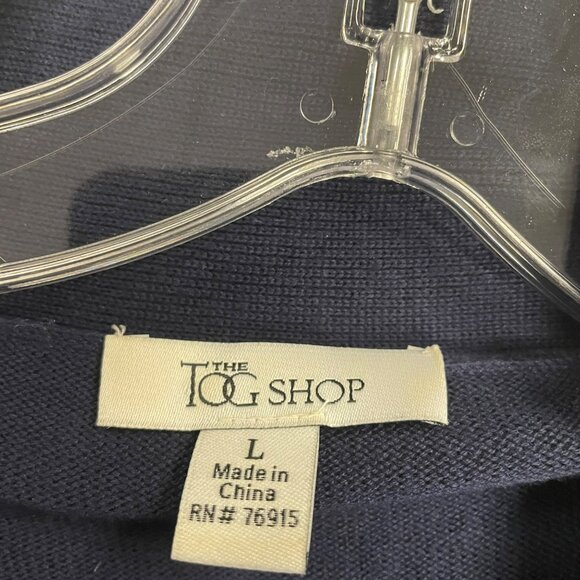 THE
TOG SHOP
L
Made in
China
RN# 76915